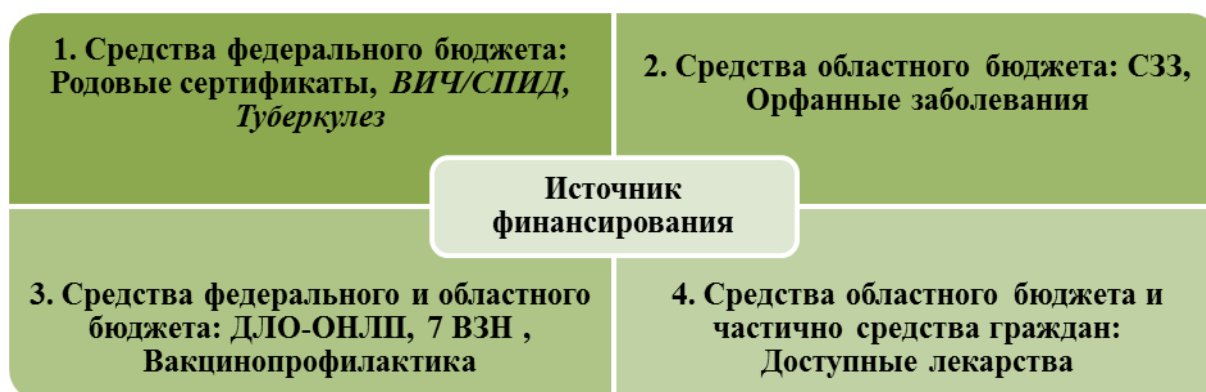 1. Средства федерального бюджета:
Родовые сертификаты, ВИЧ/СПИД,
Туберкулез
2. Средства областного бюджета: СЗЗ,
Орфанные заболевания
Источник
финансирования
3. Средства федерального и областного
бюджета: ДЛО-ОНЛП, 7 ВЗН ,
Вакцинопрофилактика
4. Средства областного бюджета и
частично средства граждан:
Доступные лекарства